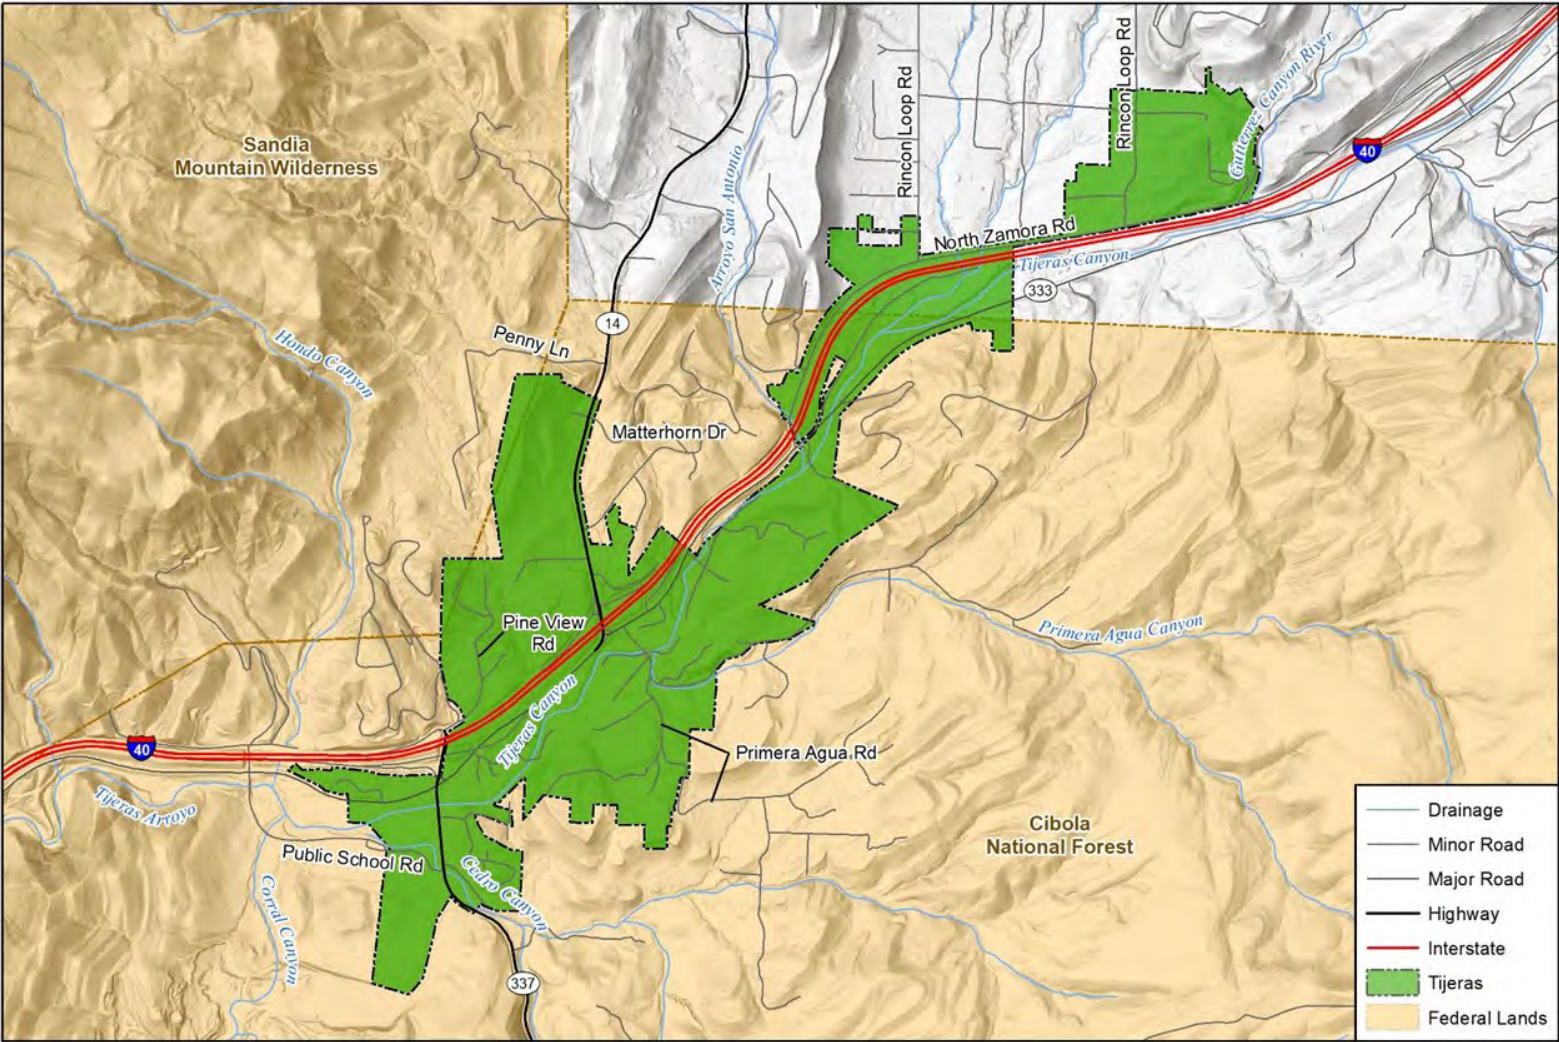 Rincon Loop Rd
Rincon Loop Rd
Gutierrez Canyon River
40
Sandia
Mountain Wilderness
Arroyo San Antonio
North Zamora Rd
Tijeras Canyon
333
14
Penny Ln
Hondo Canyon
Matterhorn Dr
Pine View
Rd
Primera Agua Canyon
Tijeras Canyon
40
Primera Agua Rd
Tijeras Arroyo
Cibola
National Forest
Public School Rd
Cedro Canyon
Corral Canyon
337
Drainage
Minor Road
Major Road
Highway
Interstate
Tijeras
Federal Lands